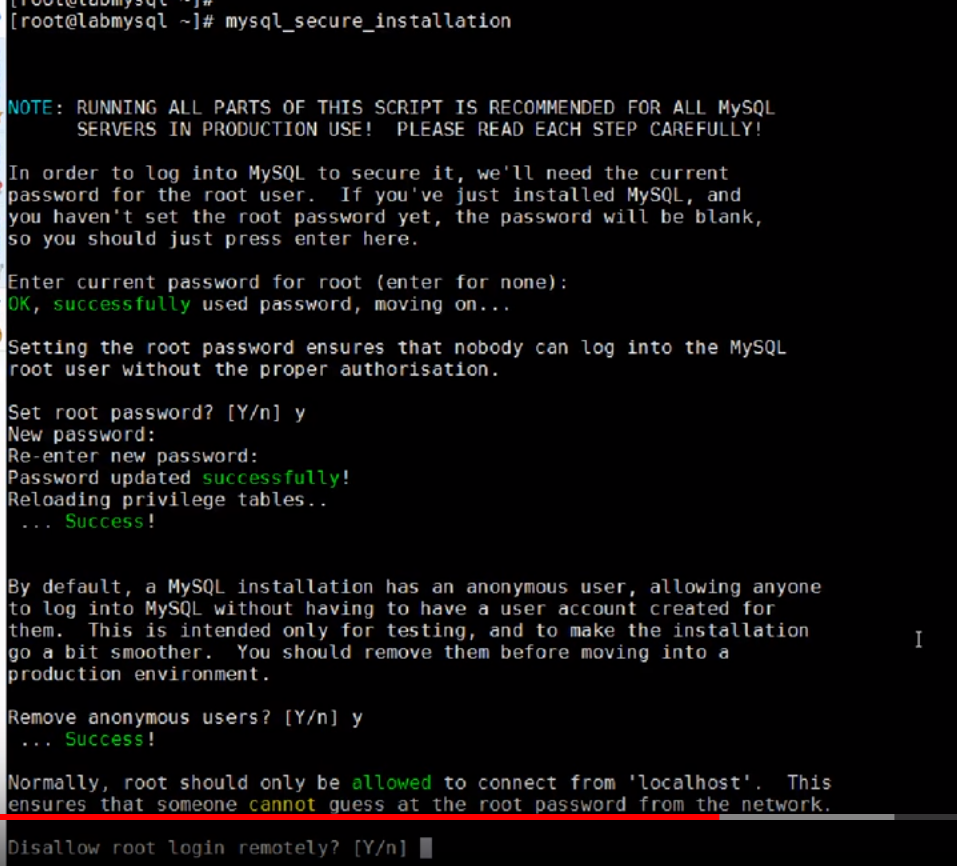 [root@labmysql ~]#
[root@labmysql ~]# mysql_secure_installation
NOTE: RUNNING ALL PARTS OF THIS SCRIPT IS RECOMMENDED FOR ALL MySQL
SERVERS IN PRODUCTION USE!  PLEASE READ EACH STEP CAREFULLY!
In order to log into MySQL to secure it, we'll need the current
password for the root user.  If you've just installed MySQL, and
you haven't set the root password yet, the password will be blank,
so you should just press enter here.
Enter current password for root (enter for none):
OK, successfully used password, moving on...
Setting the root password ensures that nobody can log into the MySQL
root user without the proper authorisation.
Set root password? [Y/n] y
New password:
Re-enter new password:
Password updated successfully!
Reloading privilege tables..
... Success!
By default, a MySQL installation has an anonymous user, allowing anyone
to log into MySQL without having to have a user account created for
them.  This is intended only for testing, and to make the installation
go a bit smoother.  You should remove them before moving into a
production environment.
Remove anonymous users? [Y/n] y
... Success!
Normally, root should only be allowed to connect from 'localhost'.  This
ensures that someone cannot guess at the root password from the network.
Disallow root login remotely? [Y/n]